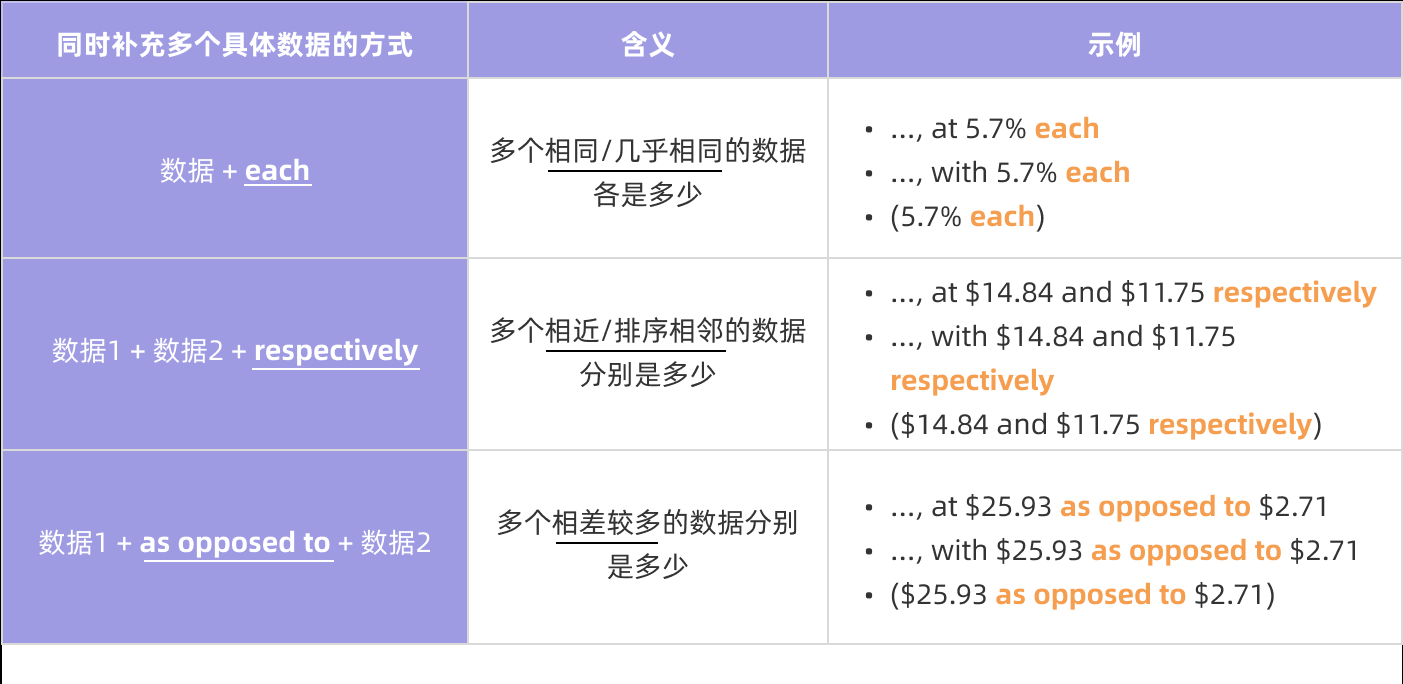 同时补充多个具体数据的方式
含义
示例
数据 + each
多个相同/几乎相同的数据
各是多少
• ..., at 5.7% each
• ..., with 5.7% each
• (5.7% each)
数据1 + 数据2 + respectively
多个相近/排序相邻的数据
分别是多少
• ..., at $14.84 and $11.75 respectively
• ..., with $14.84 and $11.75
respectively
• ($14.84 and $11.75 respectively)
数据1 + as opposed to + 数据2
多个相差较多的数据分别
是多少
• ..., at $25.93 as opposed to $2.71
• ..., with $25.93 as opposed to $2.71
• ($25.93 as opposed to $2.71)